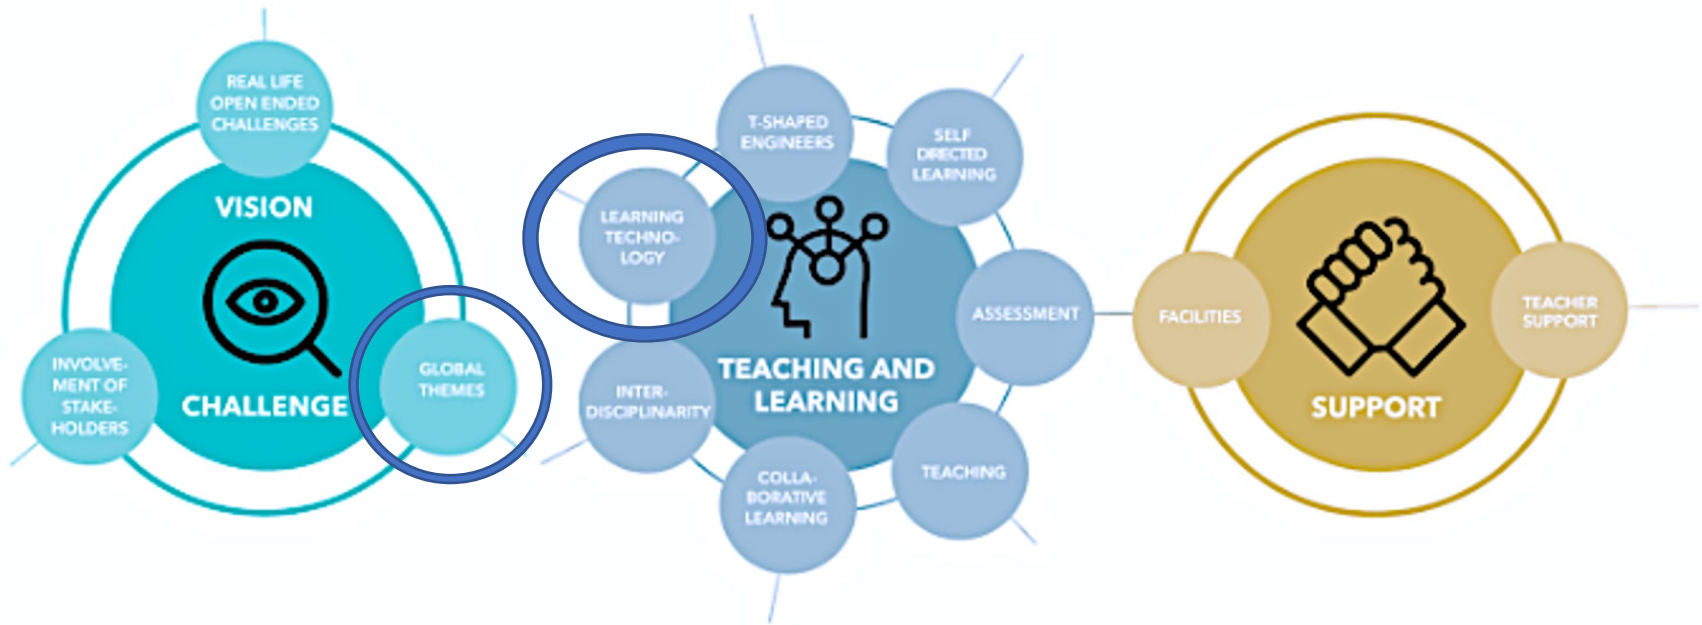 REAL LIFE
OPEN ENDED
CHALLENGES
VISION
CHALLENGE
INVOLVE-
MENT OF
STAKE-
HOLDERS
GLOBAL
THEMES
T-SHAPED
ENGINEERS
SELF
DIRECTED
LEARNING
LEARNING
TECHNO-
LOGY
ASSESSMENT
TEACHING AND
LEARNING
INTER-
DISCIPLINARITY
COLLA-
BORATIVE
LEARNING
TEACHING
FACILITIES
SUPPORT
TEACHER
SUPPORT